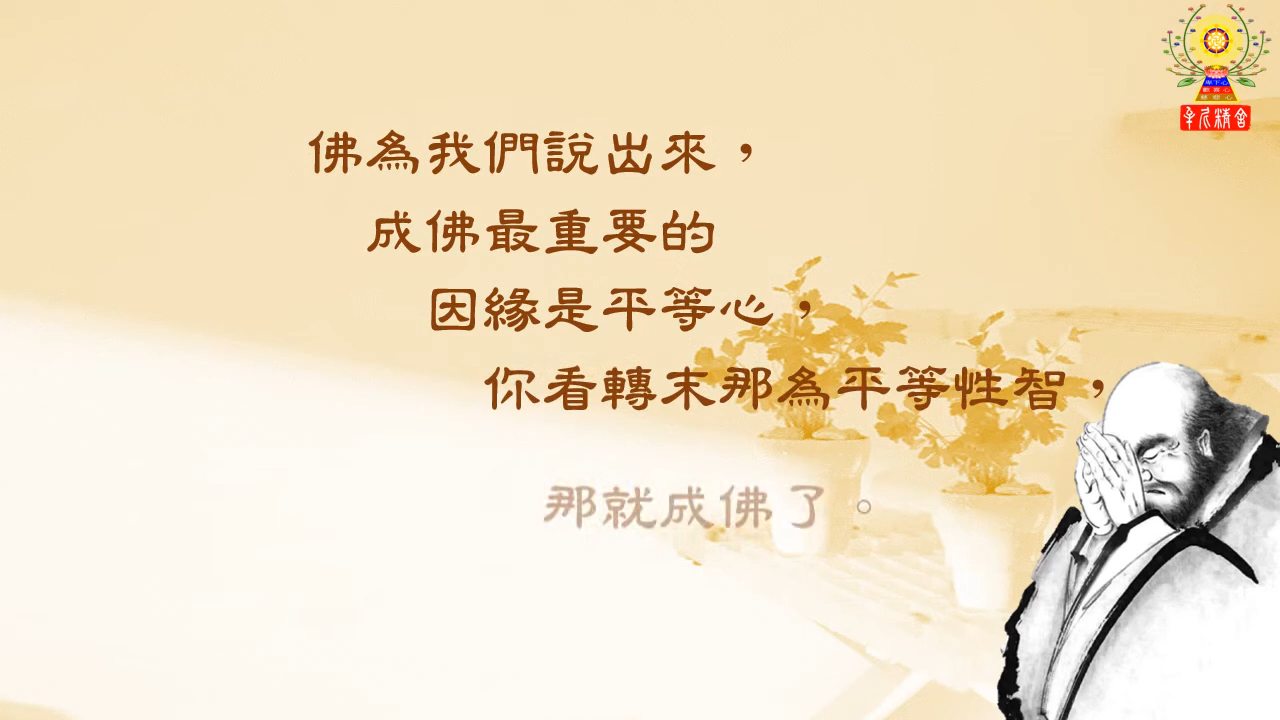 佛為我們說出來，
成佛最重要的
因緣是平等心，
你看轉末那為平等性智，
那就成佛了。